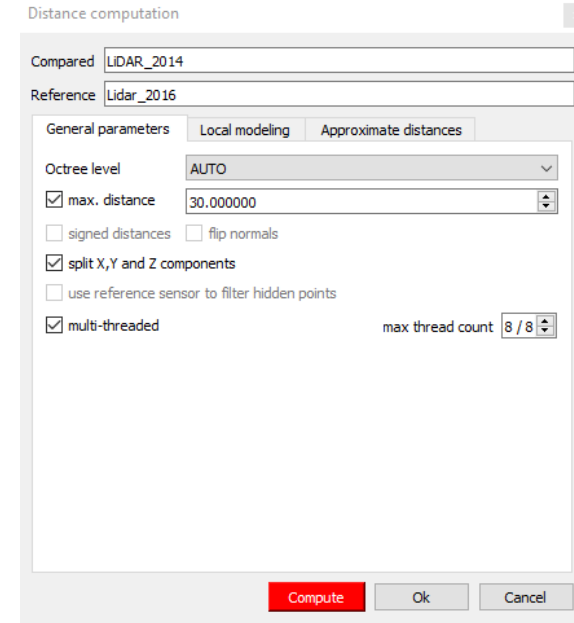 Distance computation
Compared LiDAR_2014
Reference Lidar_2016
General parameters Local modeling Approximate distances
Octree level AUTO
max. distance 30.000000
signed distances flip normals
split X,Y and Z components
use reference sensor to filter hidden points
multi-threaded max thread count 8 / 8
Compute Ok Cancel